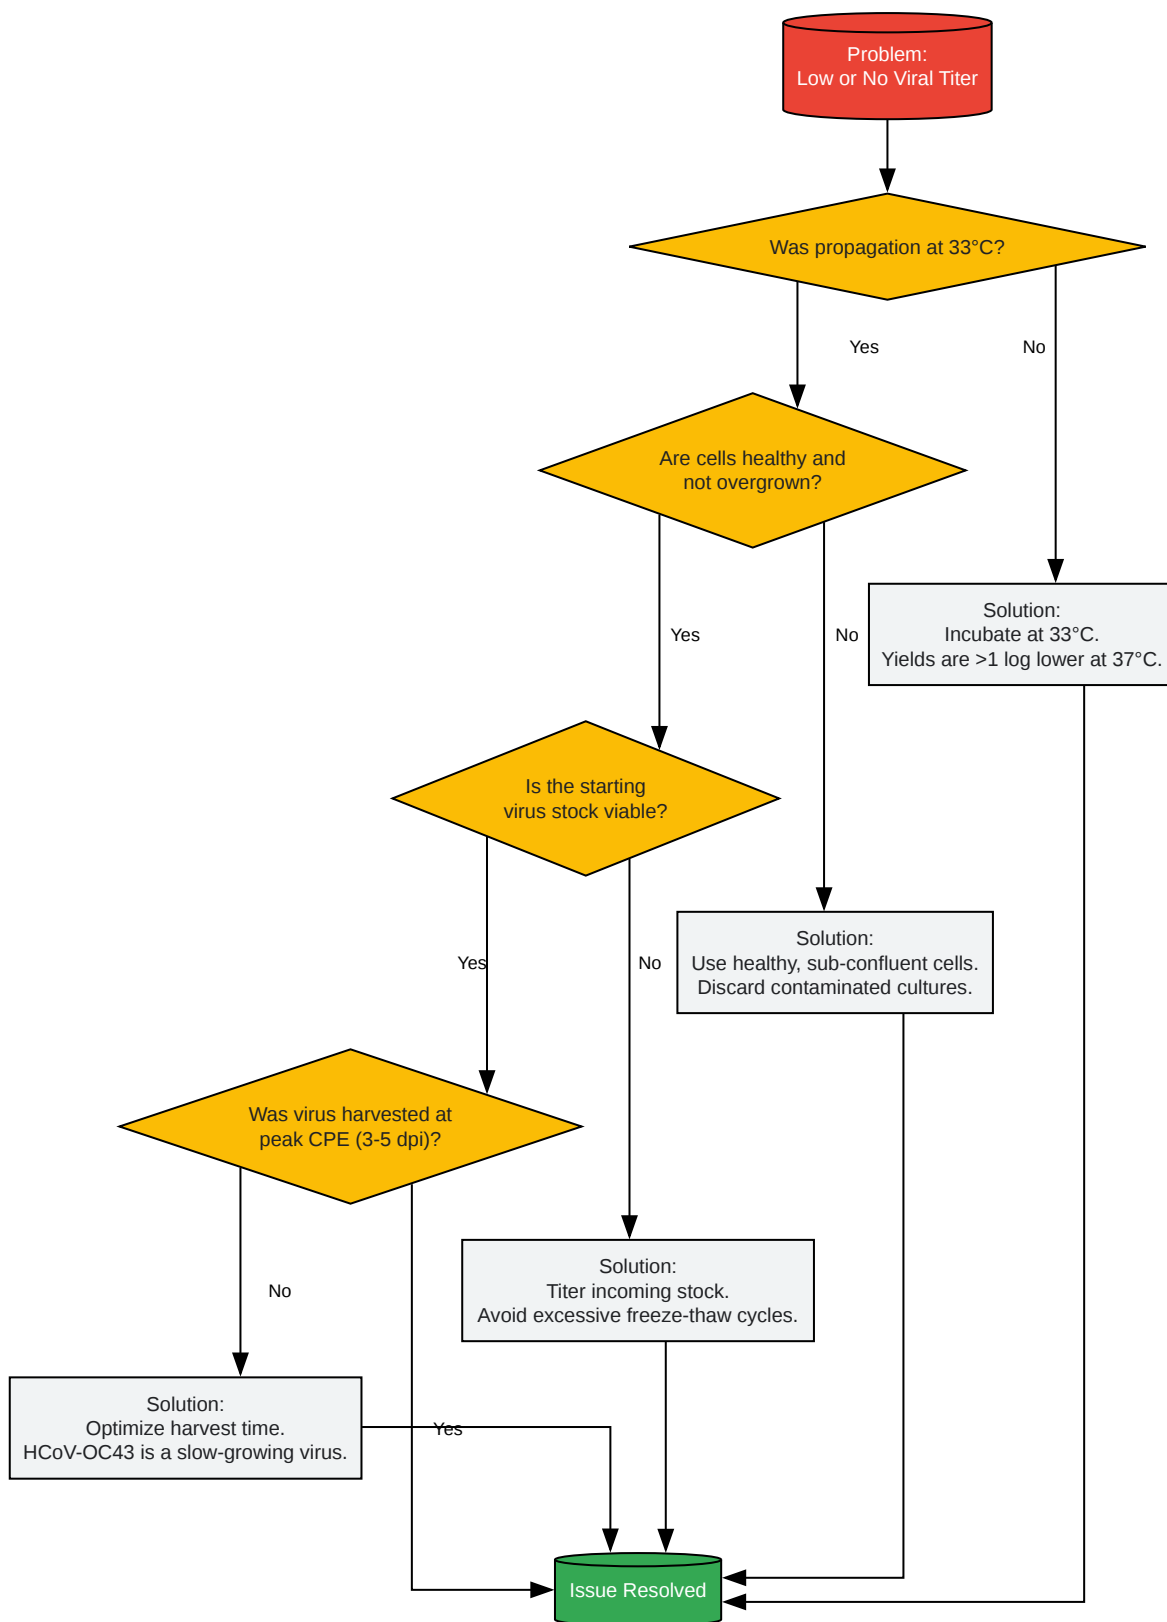 Problem:
Low or No Viral Titer
Was propagation at 33°C?
Yes
No
Are cells healthy and
not overgrown?
Solution:
Incubate at 33°C.
Yields are >1 log lower at 37°C.
Yes
No
Is the starting
virus stock viable?
Solution:
Use healthy, sub-confluent cells.
Discard contaminated cultures.
Yes
No
Was virus harvested at
peak CPE (3-5 dpi)?
Solution:
Titer incoming stock.
Avoid excessive freeze-thaw cycles.
No
Solution:
Optimize harvest time.
HCoV-OC43 is a slow-growing virus.
Yes
Issue Resolved